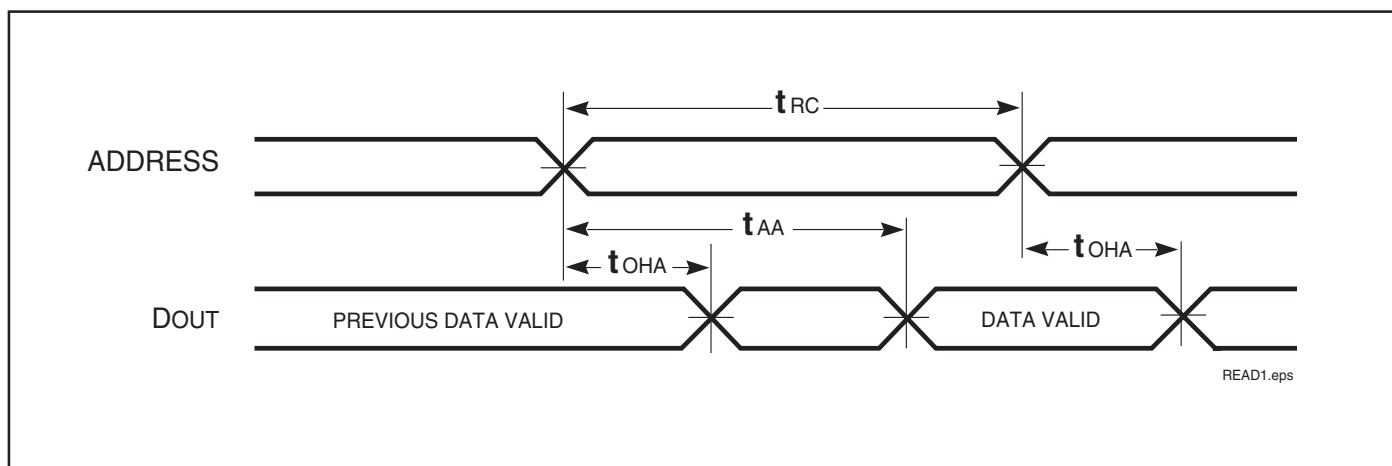 tRC
ADDRESS
tAA
tOHA
tOHA
DOUT
PREVIOUS DATA VALID
DATA VALID
READ1.eps